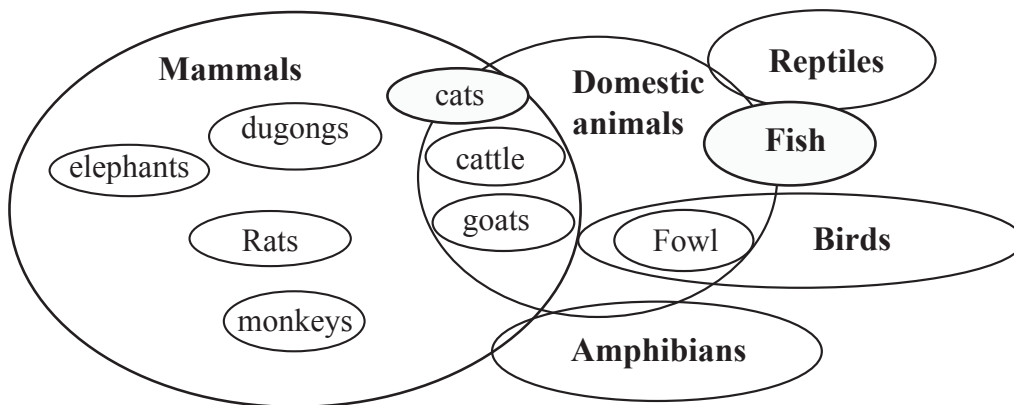 Mammals
cats
dugongs
elephants
cattle
goats
Rats
monkeys
Domestic
animals
Reptiles
Fish
Fowl
Birds
Amphibians